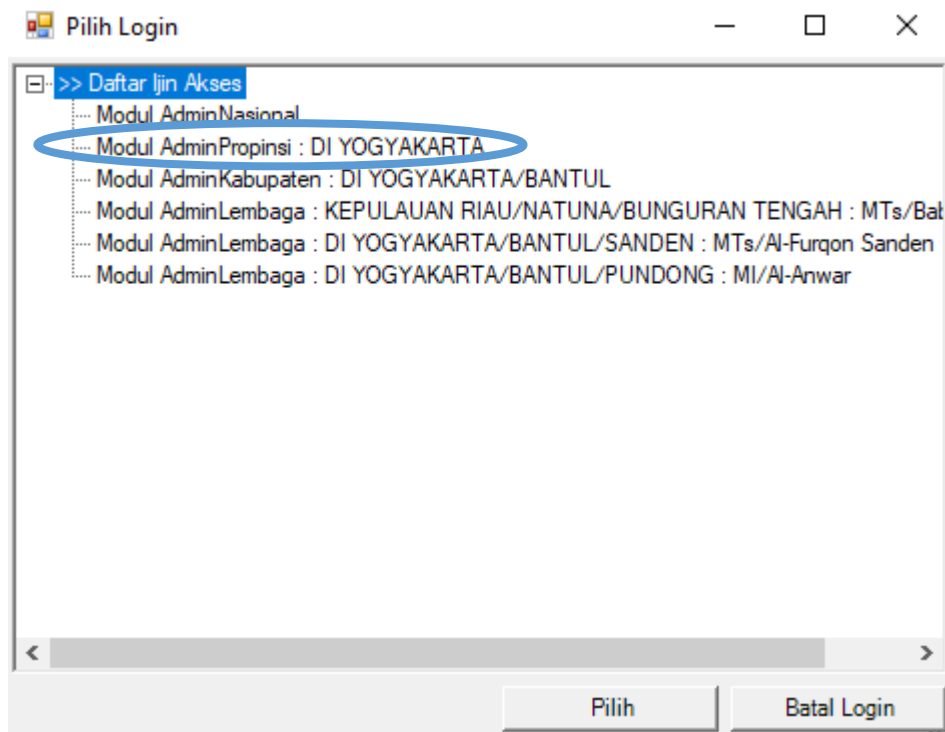 Pilih Login
>> Daftar Ijin Akses
Modul AdminNasional
Modul AdminPropinsi : DI YOGYAKARTA
Modul AdminKabupaten : DI YOGYAKARTA/BANTUL
Modul AdminLembaga : KEPULAUAN RIAU/NATUNA/BUNGURAN TENGAH : MTs/
Modul AdminLembaga : DI YOGYAKARTA/BANTUL/SANDEN : MTs/Al-Furqon Sanden
Modul AdminLembaga : DI YOGYAKARTA/BANTUL/PUNDONG : MI/Al-Anwar
Pilih
Batal Login